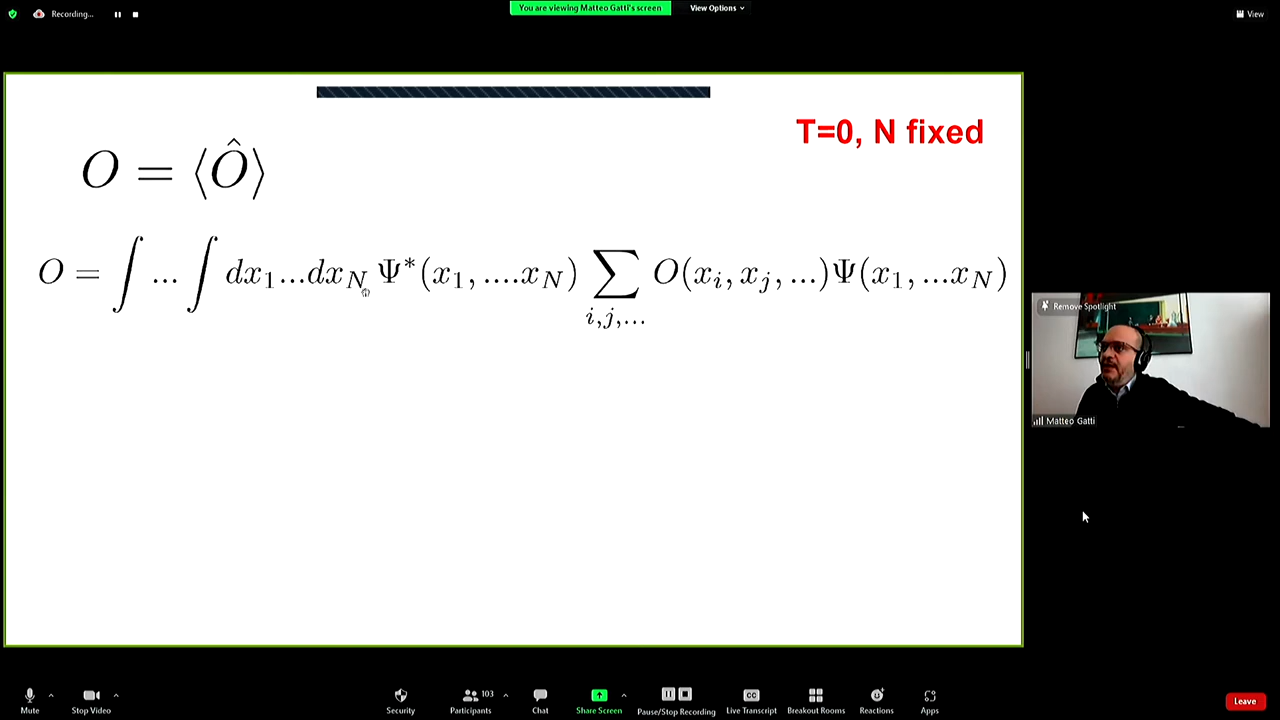 Recording...
You are viewing Matteo Gatti's screen
View Options
View
T=0, N fixed
O = ⟨Ô⟩
O = ∫ ... ∫ dx₁...dx_N Ψ*(x₁, ....x_N) ∑_{i,j,...} O(x_i, x_j, ...)Ψ(x₁, ...x_N)
Remove Spotlight
Matteo Gatti
Mute
Stop Video
Security
Participants
103
Chat
Share Screen
Pause/Stop Recording
CC
Live Transcript
Breakout Rooms
Reactions
Apps
Leave